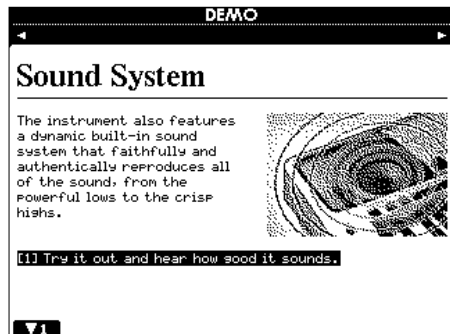 DEMO
Sound System
The instrument also features
a dynamic built-in sound
system that faithfully and
authentically reproduces all
of the sound, from the
powerful lows to the crisp
highs.
[1] Try it out and hear how good it sounds.
▼1